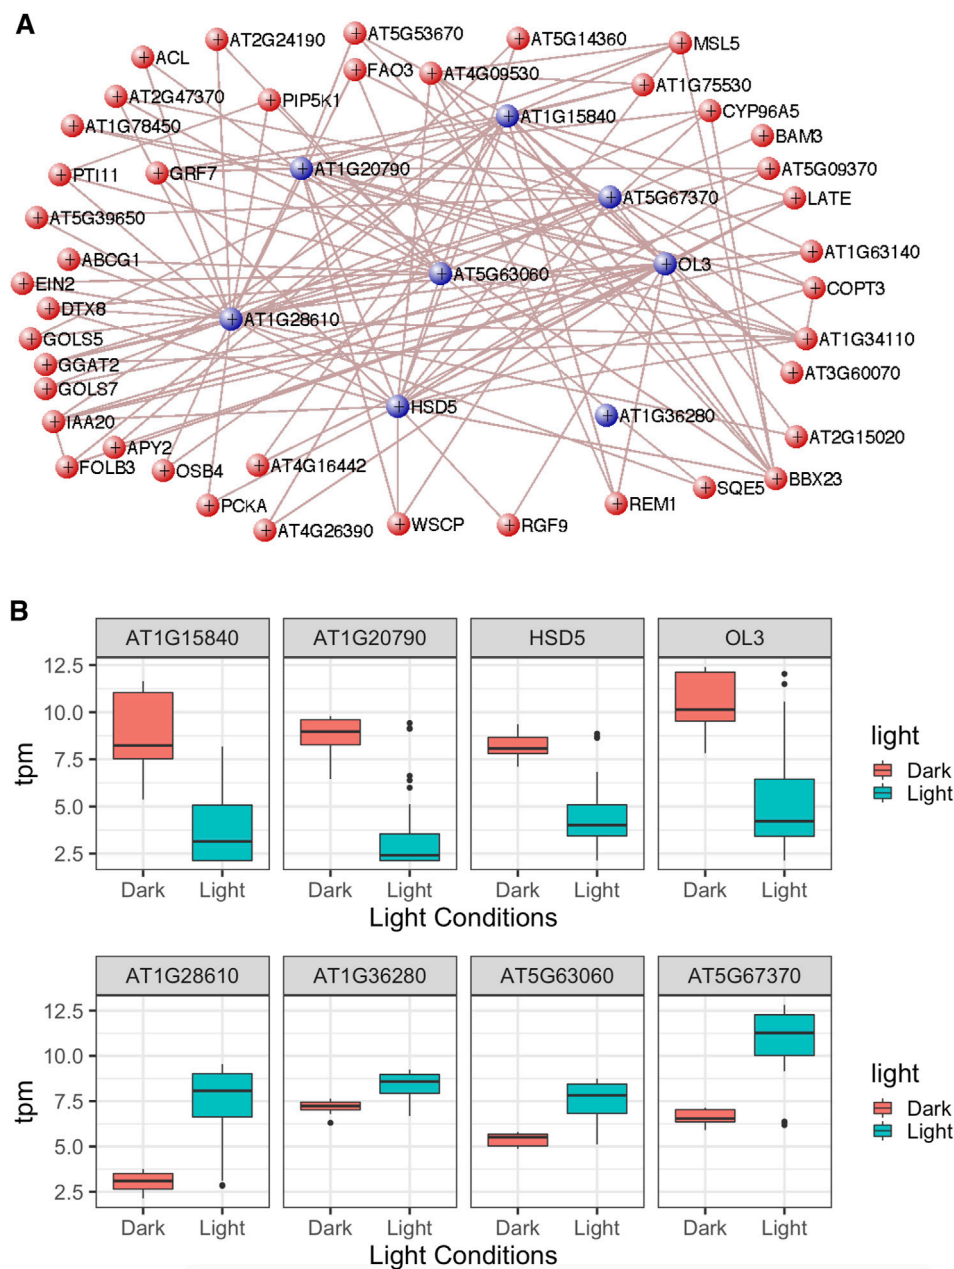 A
AT2G24190
AT5G53670
AT5G14360
MSL5
ACL
FAO3
AT4G09530
AT1G75530
AT2G47370
PIP5K1
AT1G15840
CYP96A5
AT1G78450
BAM3
PTI11
GRF7
AT1G20790
AT5G09370
AT5G39650
AT5G67370
LATE
ABCG1
AT5G63060
OL3
AT1G63140
EIN2
COPT3
DTX8
AT1G28610
GOLS5
AT1G34110
GGAT2
AT3G60070
GOLS7
HSD5
AT1G36280
IAA20
AT2G15020
APY2
FOLB3
OSB4
AT4G16442
BBX23
SQE5
PCKA
REM1
AT4G26390
WSCP
RGF9
B
AT1G15840 AT1G20790 HSD5 OL3
12.5
10.0
7.5
5.0
2.5
tpm
Dark Light Dark Light Dark Light Dark Light
Light Conditions
light
Dark
Light
AT1G28610 AT1G36280 AT5G63060 AT5G67370
12.5
10.0
7.5
5.0
2.5
tpm
Dark Light Dark Light Dark Light Dark Light
Light Conditions
light
Dark
Light